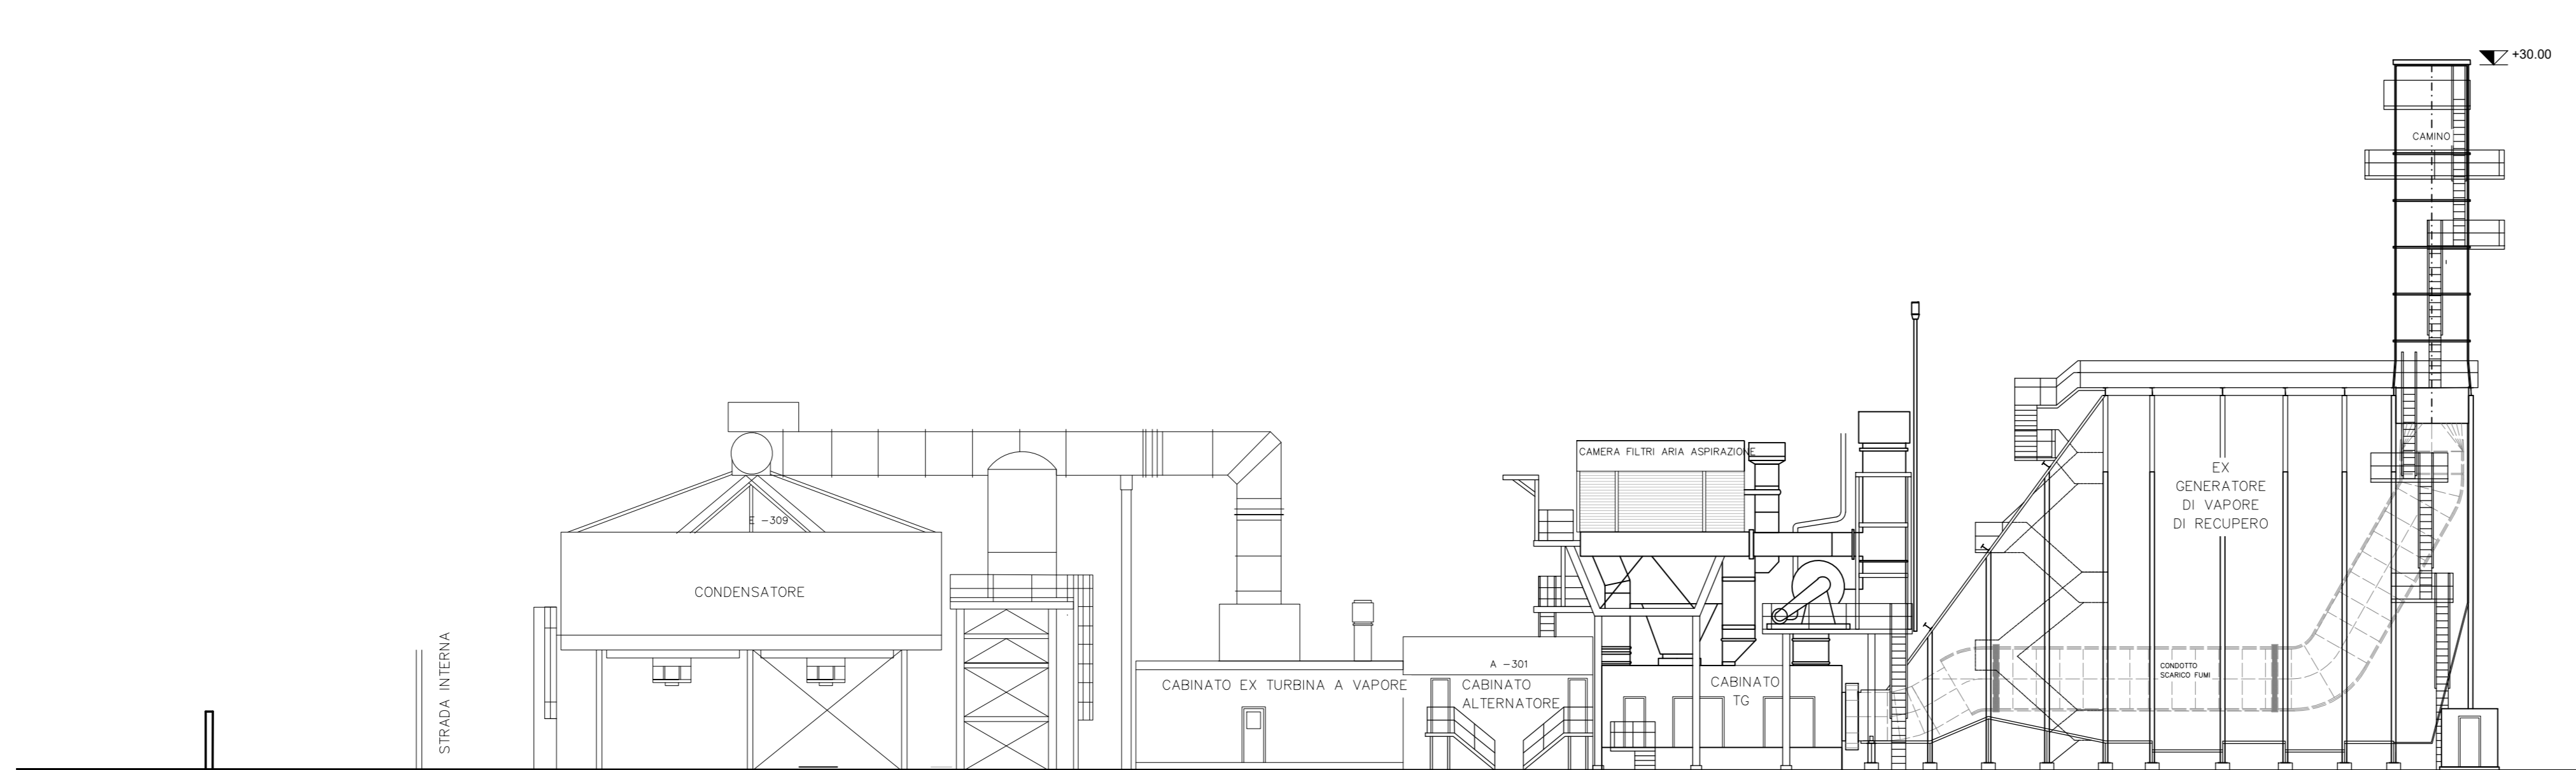 +30.00
CAMINO
CAMERA FILTRI ARIA ASPIRAZIONE
EX
GENERATORE
DI VAPORE
DI RECUPERO
E -309
CONDENSATORE
STRADA INTERNA
A -301
CABINATO EX TURBINA A VAPORE
CABINATO
ALTERNATORE
CABINATO
TG
CONDOTTO
SCARICO FUMI